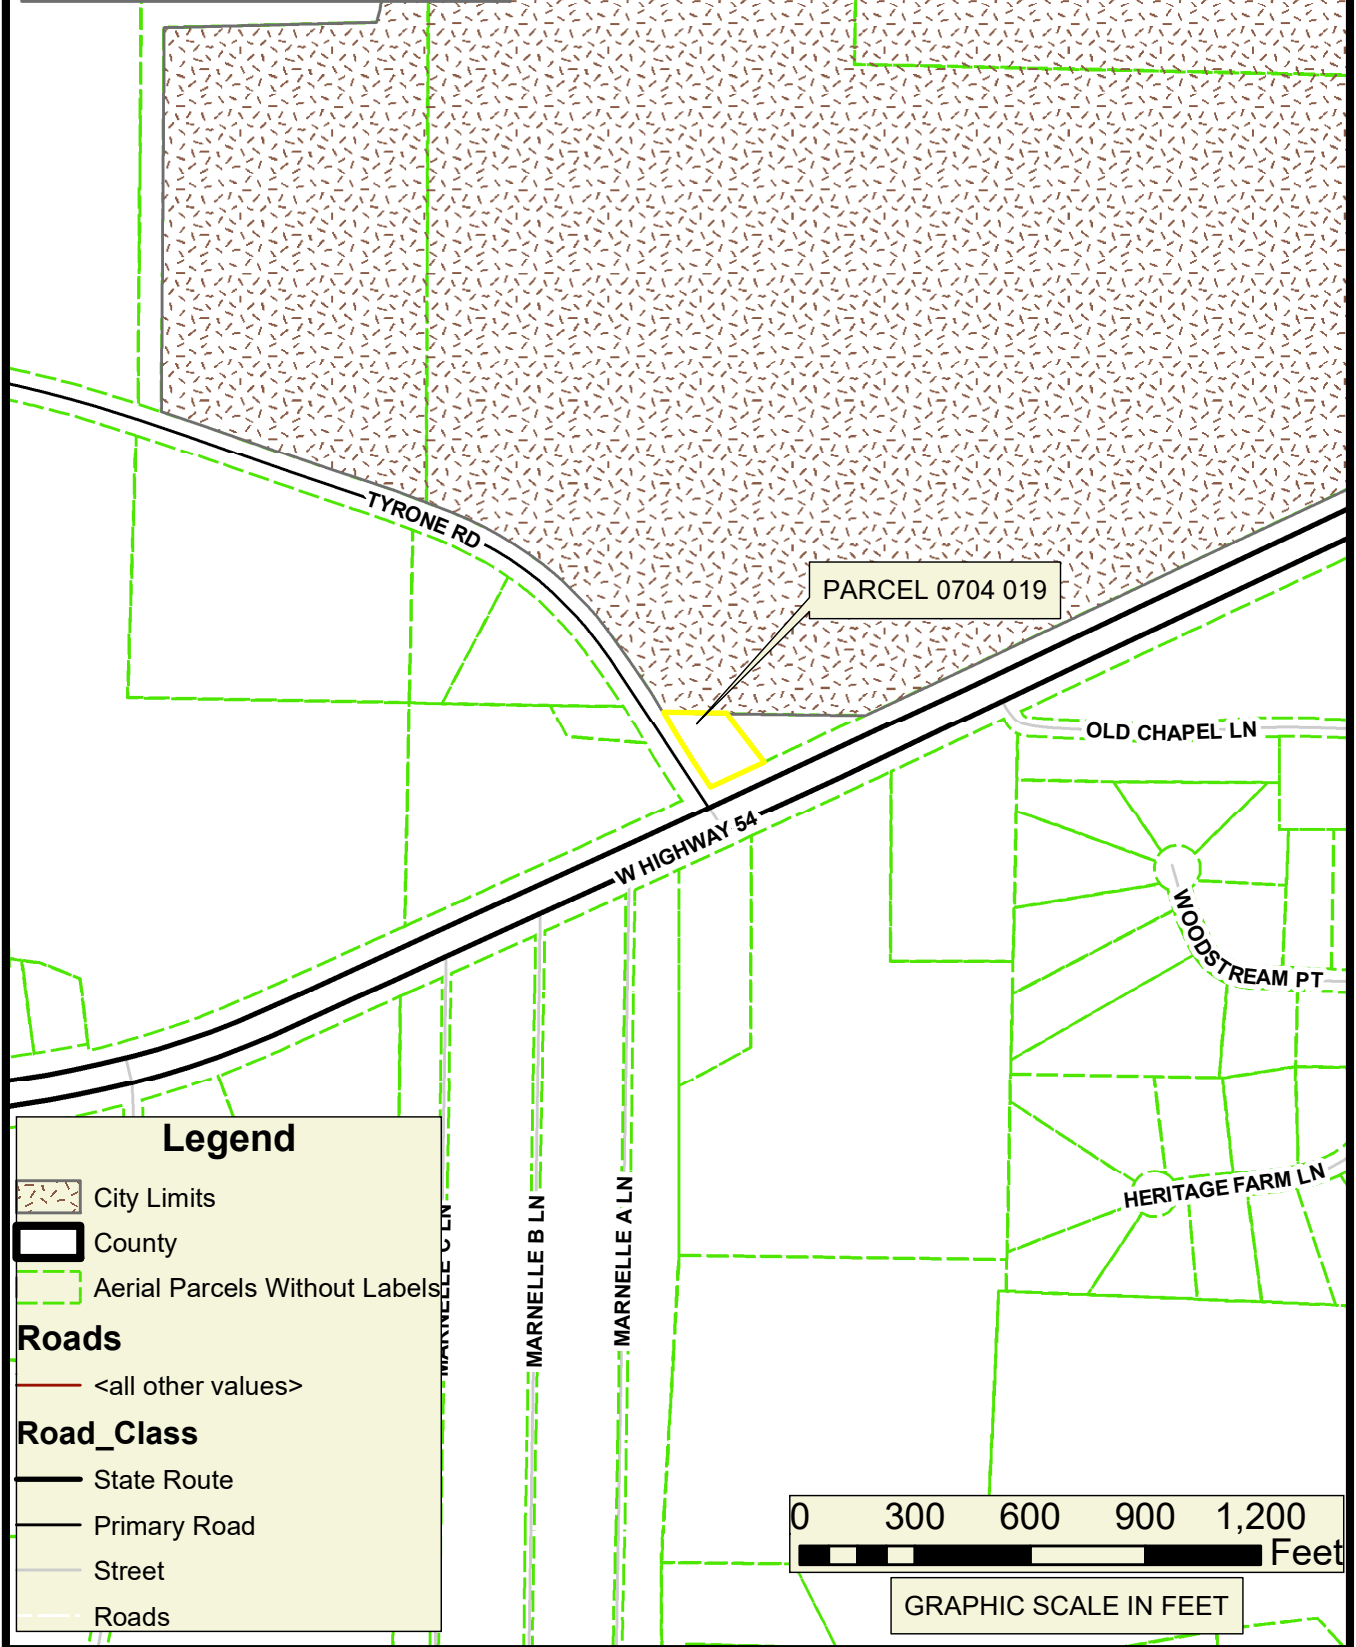 TYRONE RD
PARCEL 0704 019
OLD CHAPEL LN
W HIGHWAY 54
WOODSTREAM PT
HERITAGE FARM LN
MARNELLE C LN
MARNELLE B LN
MARNELLE A LN
Legend
City Limits
County
Aerial Parcels Without Labels
Roads
<all other values>
Road_Class
State Route
Primary Road
Street
Roads
0 300 600 900 1,200
Feet
GRAPHIC SCALE IN FEET